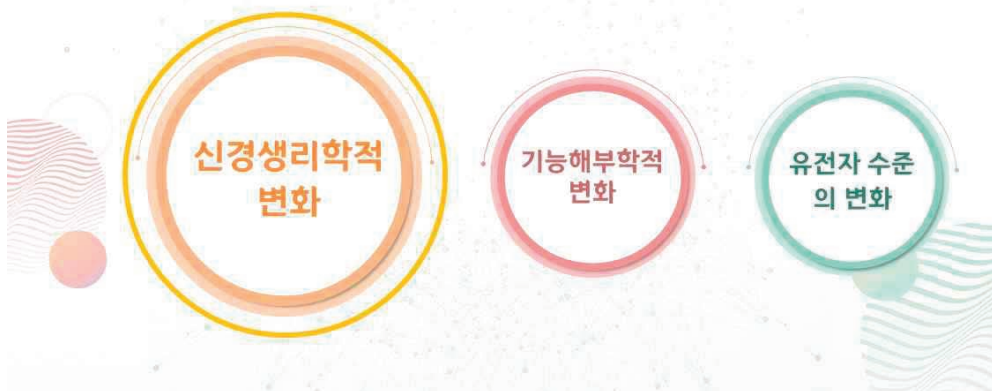 신경생리학적
변화
기능해부학적
변화
유전자 수준
의 변화